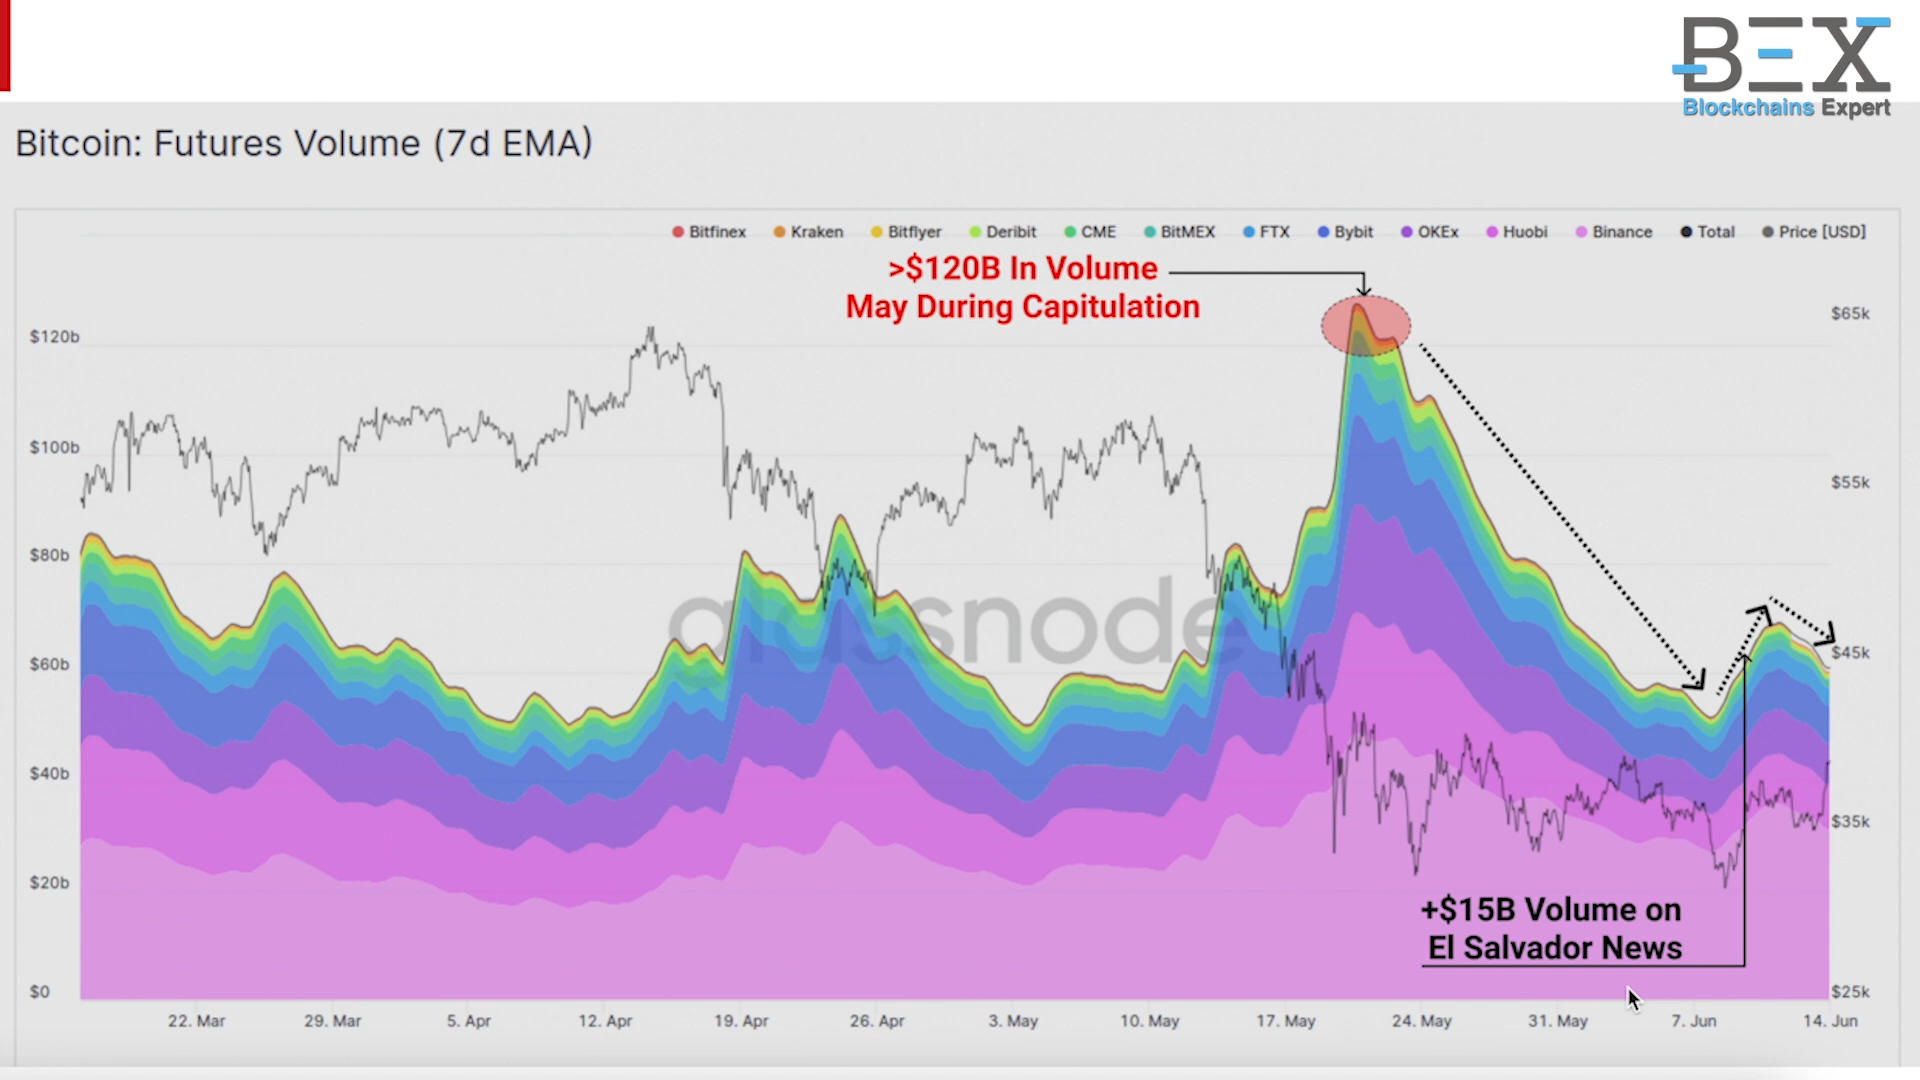 BEX
Blockchains Expert
Bitcoin: Futures Volume (7d EMA)
Bitfinex Kraken Bitflyer Deribit CME BitMEX FTX Bybit OKEx Huobi Binance Total Price [USD]
>$120B In Volume
May During Capitulation
$120b
$100b
$80b
$60b
$40b
$20b
$0
$65k
$55k
$45k
$35k
$25k
glassnode
+$15B Volume on
El Salvador News
22. Mar 29. Mar 5. Apr 12. Apr 19. Apr 26. Apr 3. May 10. May 17. May 24. May 31. May 7. Jun 14. Jun